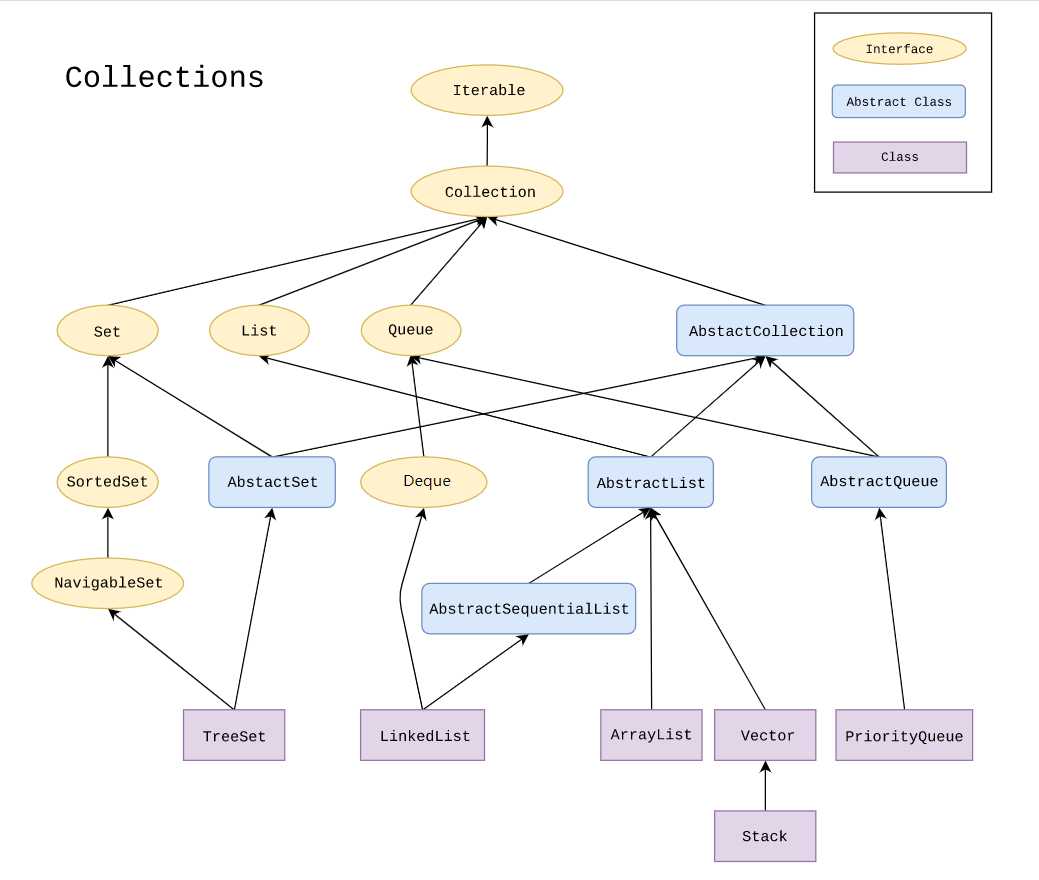 Collections
Interface
Abstract Class
Class
Iterable
Collection
Set
List
Queue
AbstactCollection
SortedSet
AbstactSet
Deque
AbstractList
AbstractQueue
NavigableSet
AbstractSequentialList
TreeSet
LinkedList
ArrayList
Vector
PriorityQueue
Stack